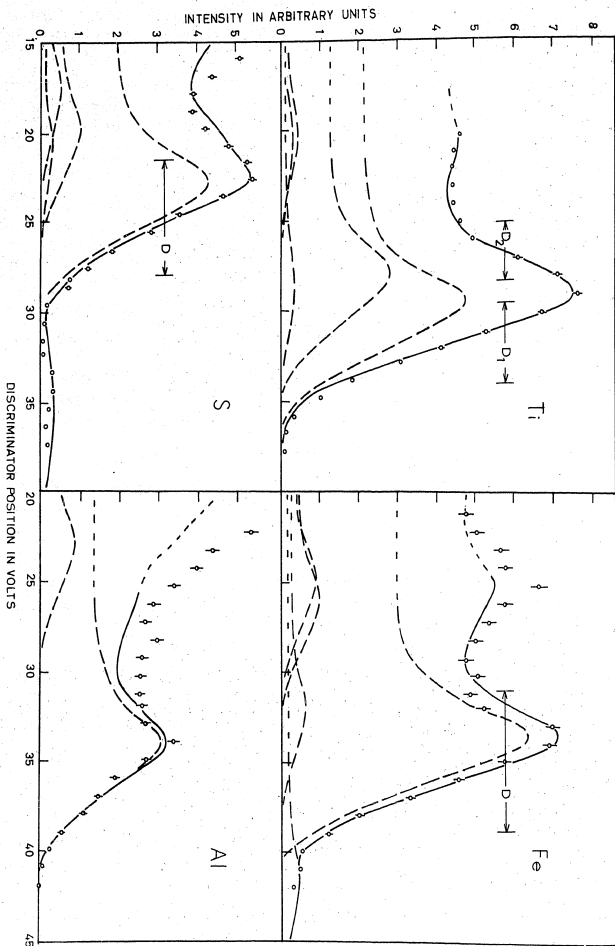 INTENSITY IN ARBITRARY UNITS
8
7
6
5
4
3
2
1
0
D₂
D₁
Ti
D
Fe
5
4
3
2
1
0
D
S
Al
15 20 25 30 35 20 25 30 35 40 45
DISCRIMINATOR POSITION IN VOLTS